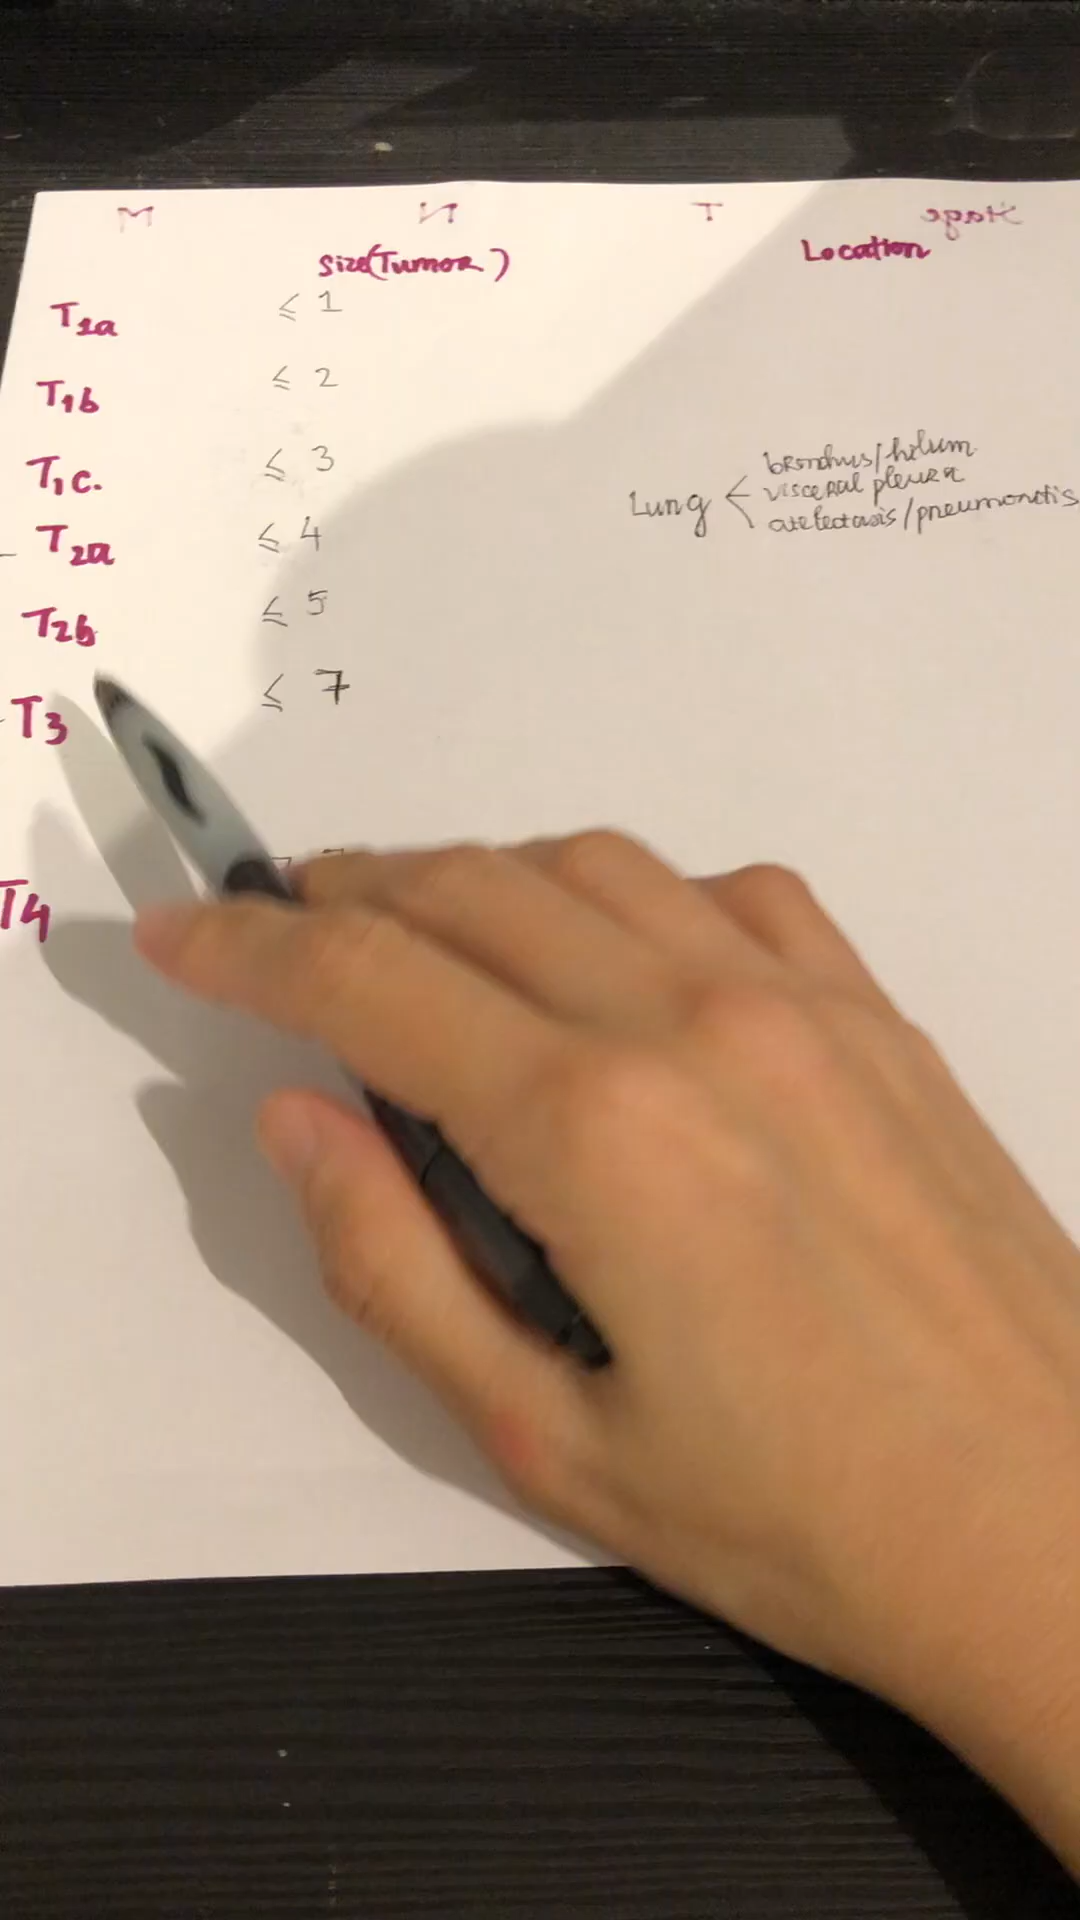 Size(Tumor)
Location
T1a ≤ 1
T1b ≤ 2
T1c. ≤ 3
bronchus/hilum
Lung < visceral pleura
atelectasis/pneumonitis
T2a ≤ 4
T2b ≤ 5
T3 ≤ 7
T4